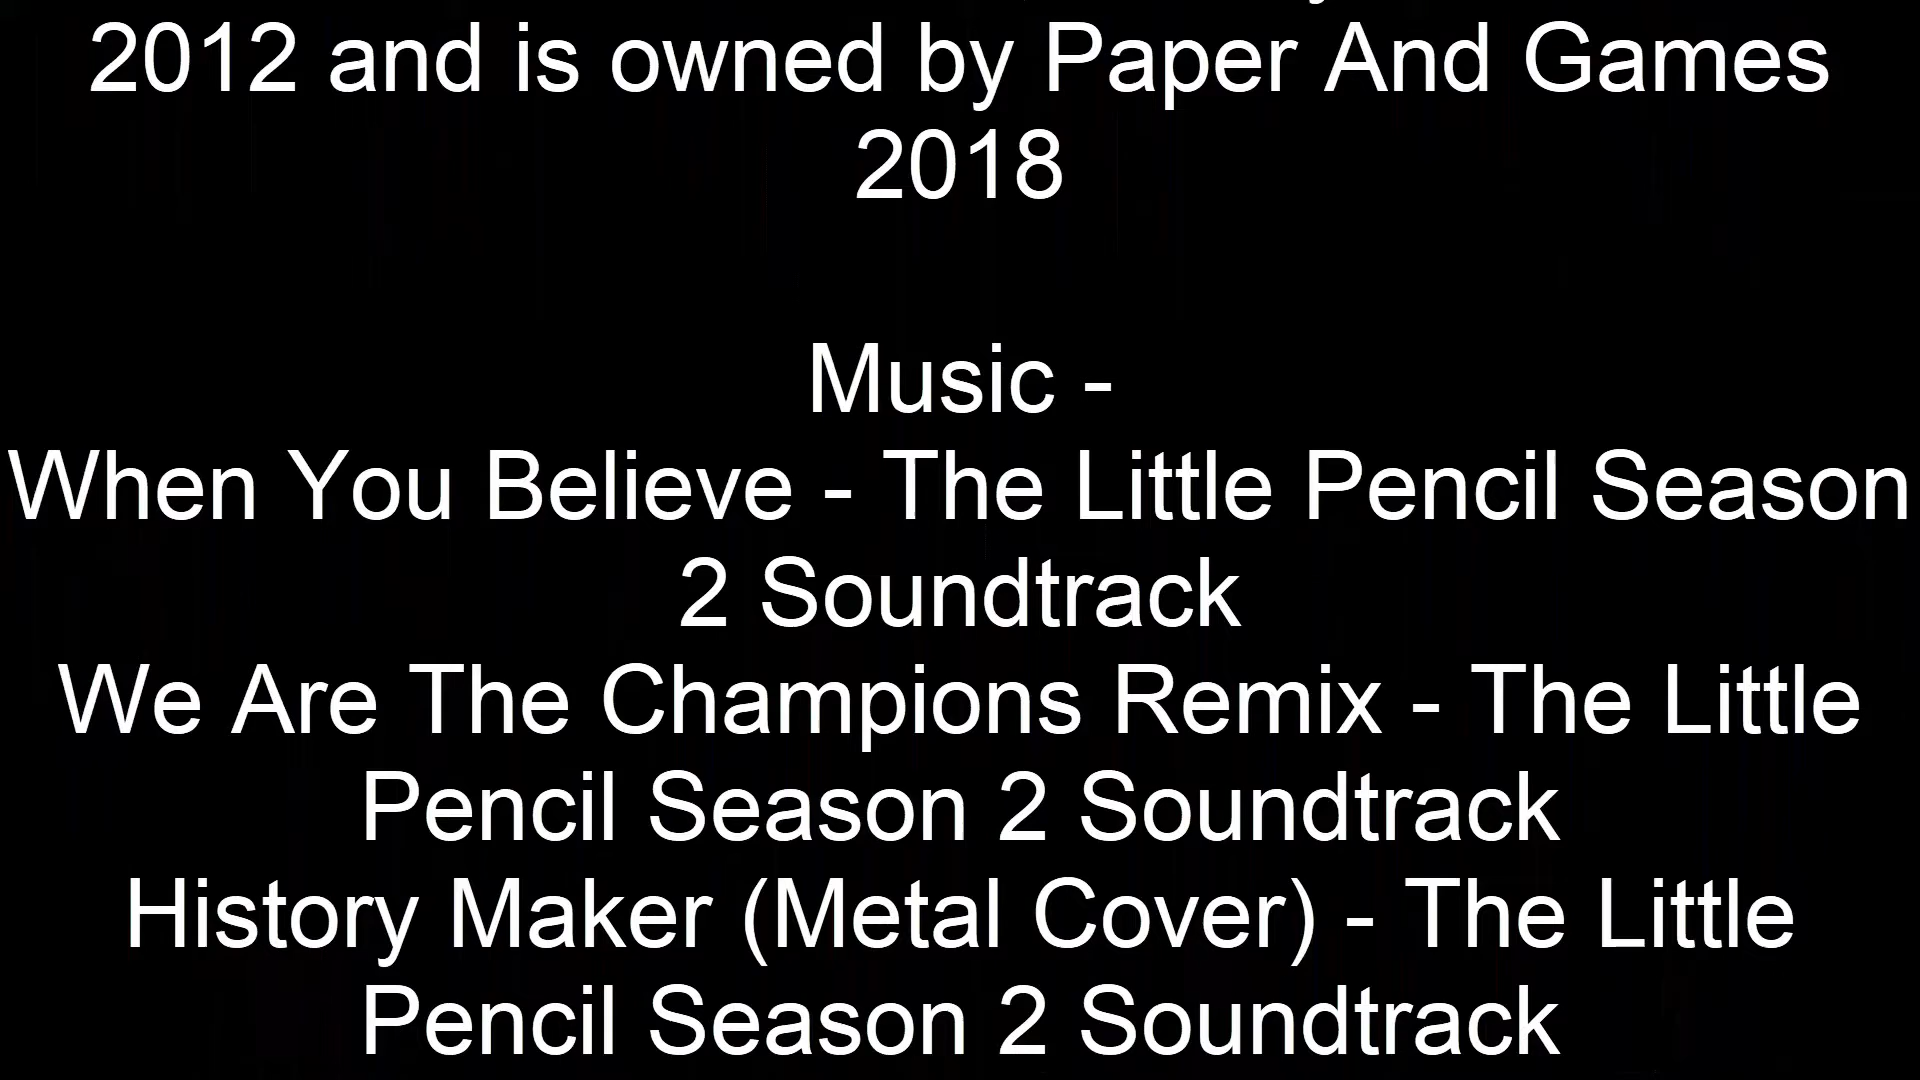 2012 and is owned by Paper And Games
2018
Music -
When You Believe - The Little Pencil Season
2 Soundtrack
We Are The Champions Remix - The Little
Pencil Season 2 Soundtrack
History Maker (Metal Cover) - The Little
Pencil Season 2 Soundtrack